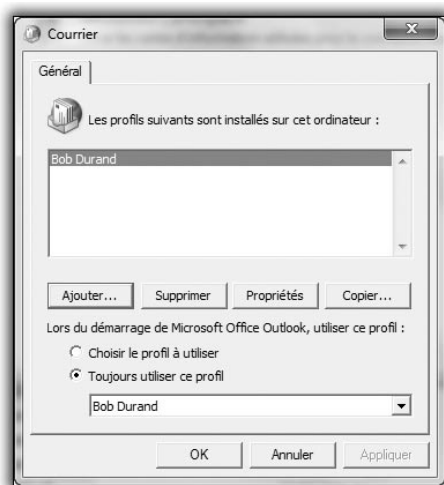 Courrier
Général
Les profils suivants sont installés sur cet ordinateur :
Bob Durand
Ajouter... Supprimer Propriétés Copier...
Lors du démarrage de Microsoft Office Outlook, utiliser ce profil :
Choisir le profil à utiliser
Toujours utiliser ce profil
Bob Durand
OK Annuler Appliquer